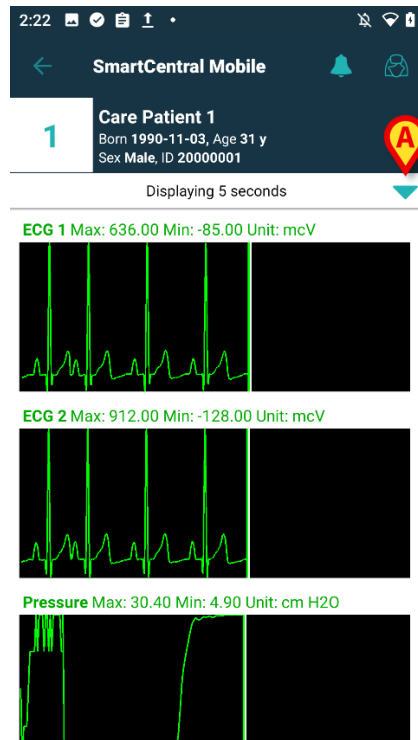 2:22
SmartCentral Mobile
1
Care Patient 1
Born 1990-11-03, Age 31 y
Sex Male, ID 20000001
A
Displaying 5 seconds
ECG 1 Max: 636.00 Min: -85.00 Unit: mcV
ECG 2 Max: 912.00 Min: -128.00 Unit: mcV
Pressure Max: 30.40 Min: 4.90 Unit: cm H2O